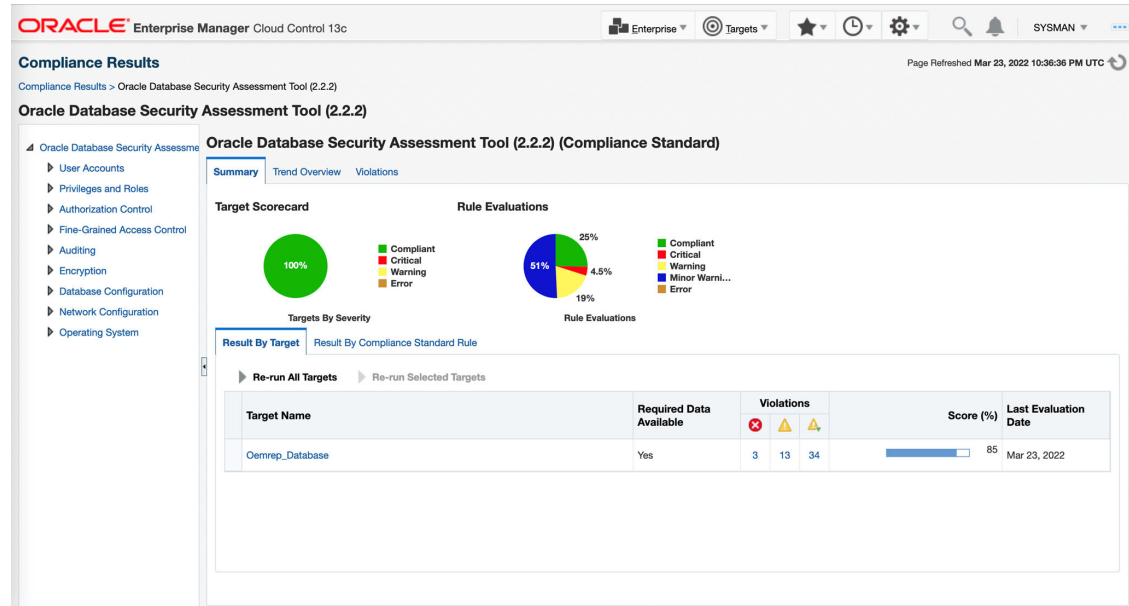 ORACLE Enterprise Manager Cloud Control 13c
Enterprise
Targets
SYSMAN
Compliance Results
Page Refreshed Mar 23, 2022 10:36:36 PM UTC
Compliance Results > Oracle Database Security Assessment Tool (2.2.2)
Oracle Database Security Assessment Tool (2.2.2)
Oracle Database Security Assessme
User Accounts
Privileges and Roles
Authorization Control
Fine-Grained Access Control
Auditing
Encryption
Database Configuration
Network Configuration
Operating System
Oracle Database Security Assessment Tool (2.2.2) (Compliance Standard)
Summary Trend Overview Violations
Target Scorecard
100%
Compliant
Critical
Warning
Error
Targets By Severity
Rule Evaluations
25%
4.5%
19%
51%
Compliant
Critical
Warning
Minor Warni...
Error
Rule Evaluations
Result By Target Result By Compliance Standard Rule
Re-run All Targets Re-run Selected Targets
Target Name
Required Data Available
Violations
Score (%)
Last Evaluation Date
Oemrep_Database Yes 3 13 34 85 Mar 23, 2022